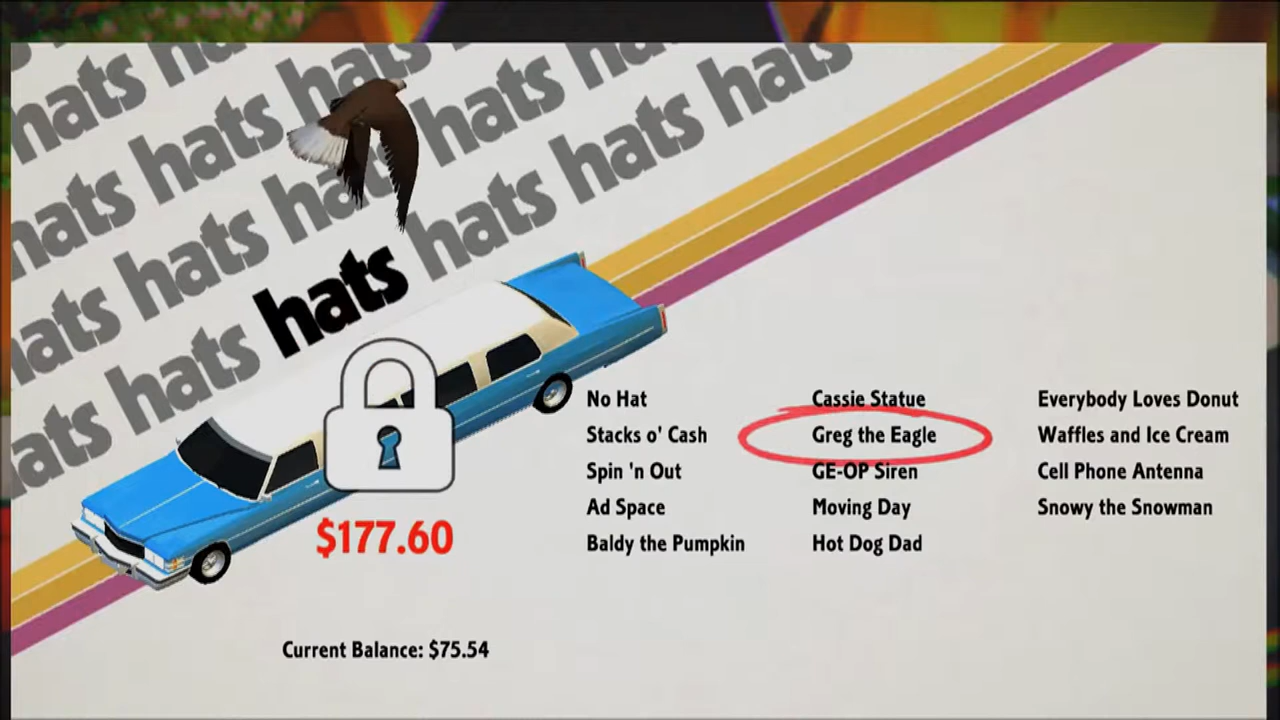 hats hats hats
hats hats hats hats
hats hats hats hats hats
hats hats hats hats hats
hats hats hats
$177.60
Current Balance: $75.54
No Hat
Stacks o' Cash
Spin 'n Out
Ad Space
Baldy the Pumpkin
Cassie Statue
Greg the Eagle
GE-OP Siren
Moving Day
Hot Dog Dad
Everybody Loves Donut
Waffles and Ice Cream
Cell Phone Antenna
Snowy the Snowman